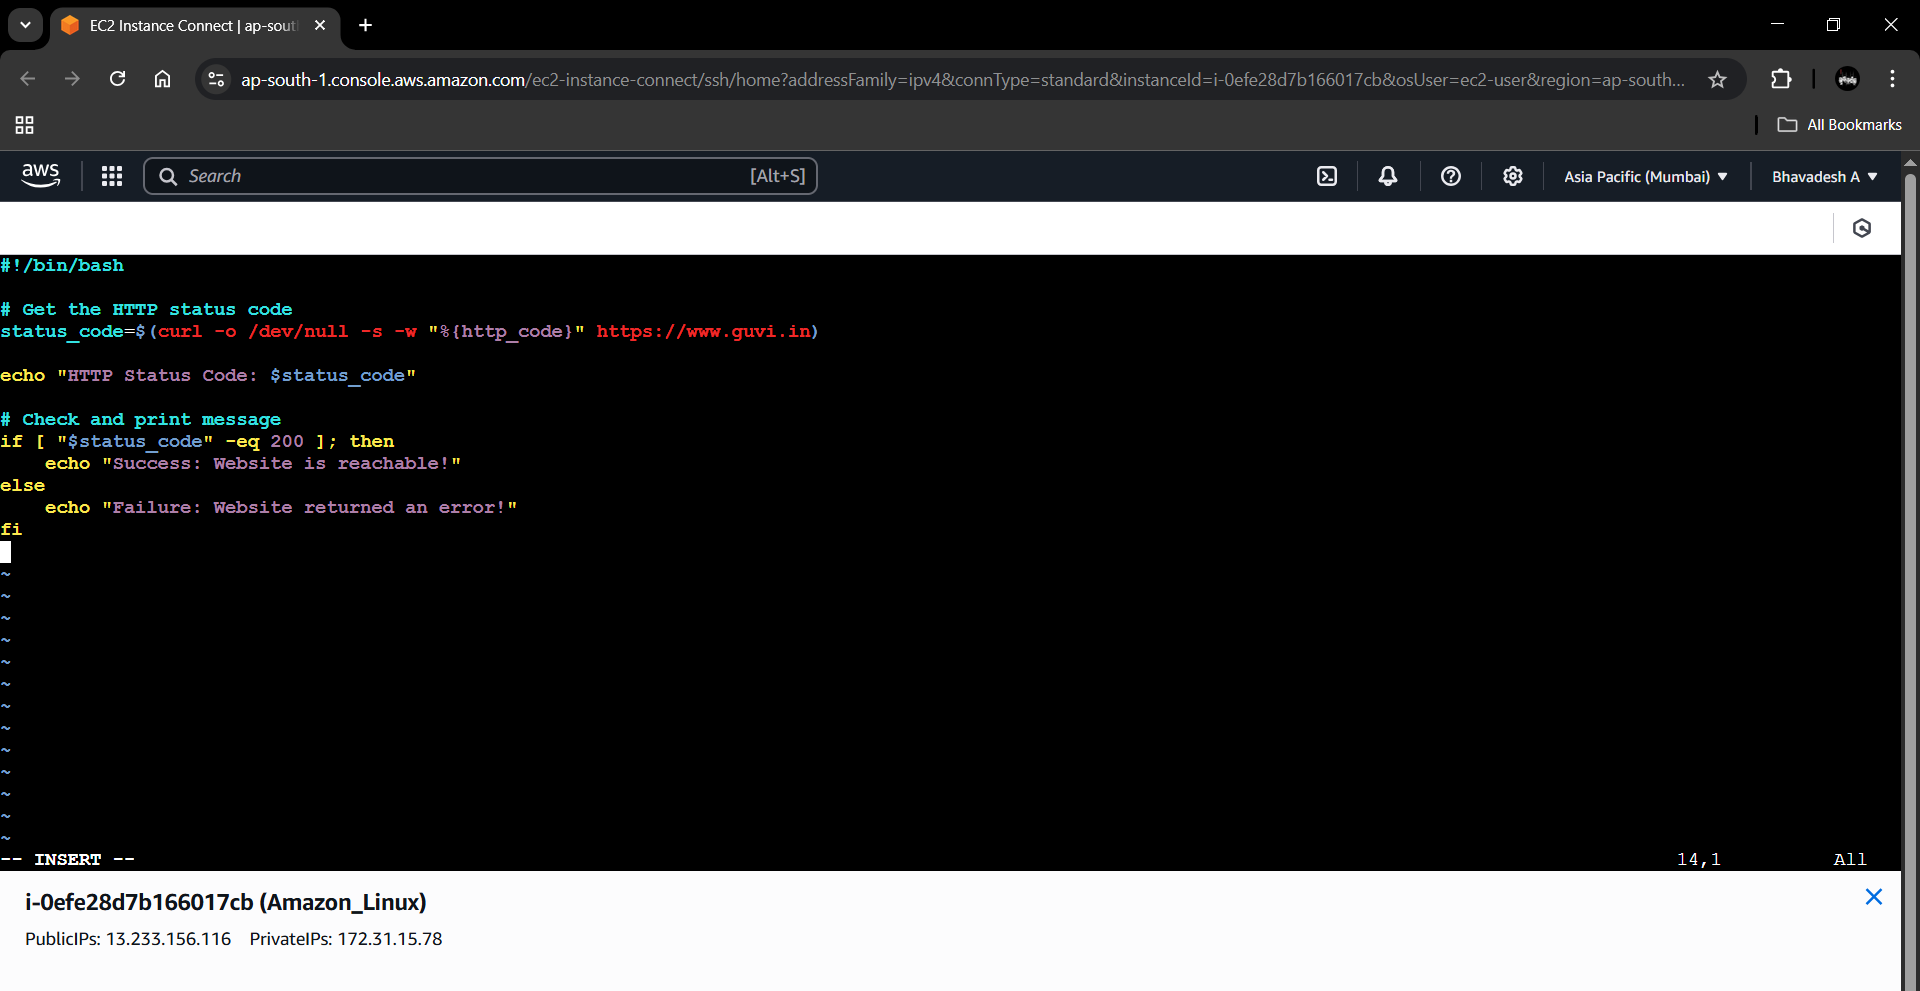 EC2 Instance Connect | ap-sout
ap-south-1.console.aws.amazon.com/ec2-instance-connect/ssh/home?addressFamily=ipv4&connType=standard&instanceId=i-0efe28d7b166017cb&osUser=ec2-user&region=ap-south...
All Bookmarks
aws
Search
[Alt+S]
Asia Pacific (Mumbai)
Bhavadesh A
#!/bin/bash
# Get the HTTP status code
status_code=$(curl -o /dev/null -s -w "%{http_code}" https://www.guvi.in)
echo "HTTP Status Code: $status_code"
# Check and print message
if [ "$status_code" -eq 200 ]; then
    echo "Success: Website is reachable!"
else
    echo "Failure: Website returned an error!"
fi
~
~
~
~
~
~
~
~
~
~
~
~
~
-- INSERT --
14,1
All
i-0efe28d7b166017cb (Amazon_Linux)
PublicIPs: 13.233.156.116 PrivateIPs: 172.31.15.78